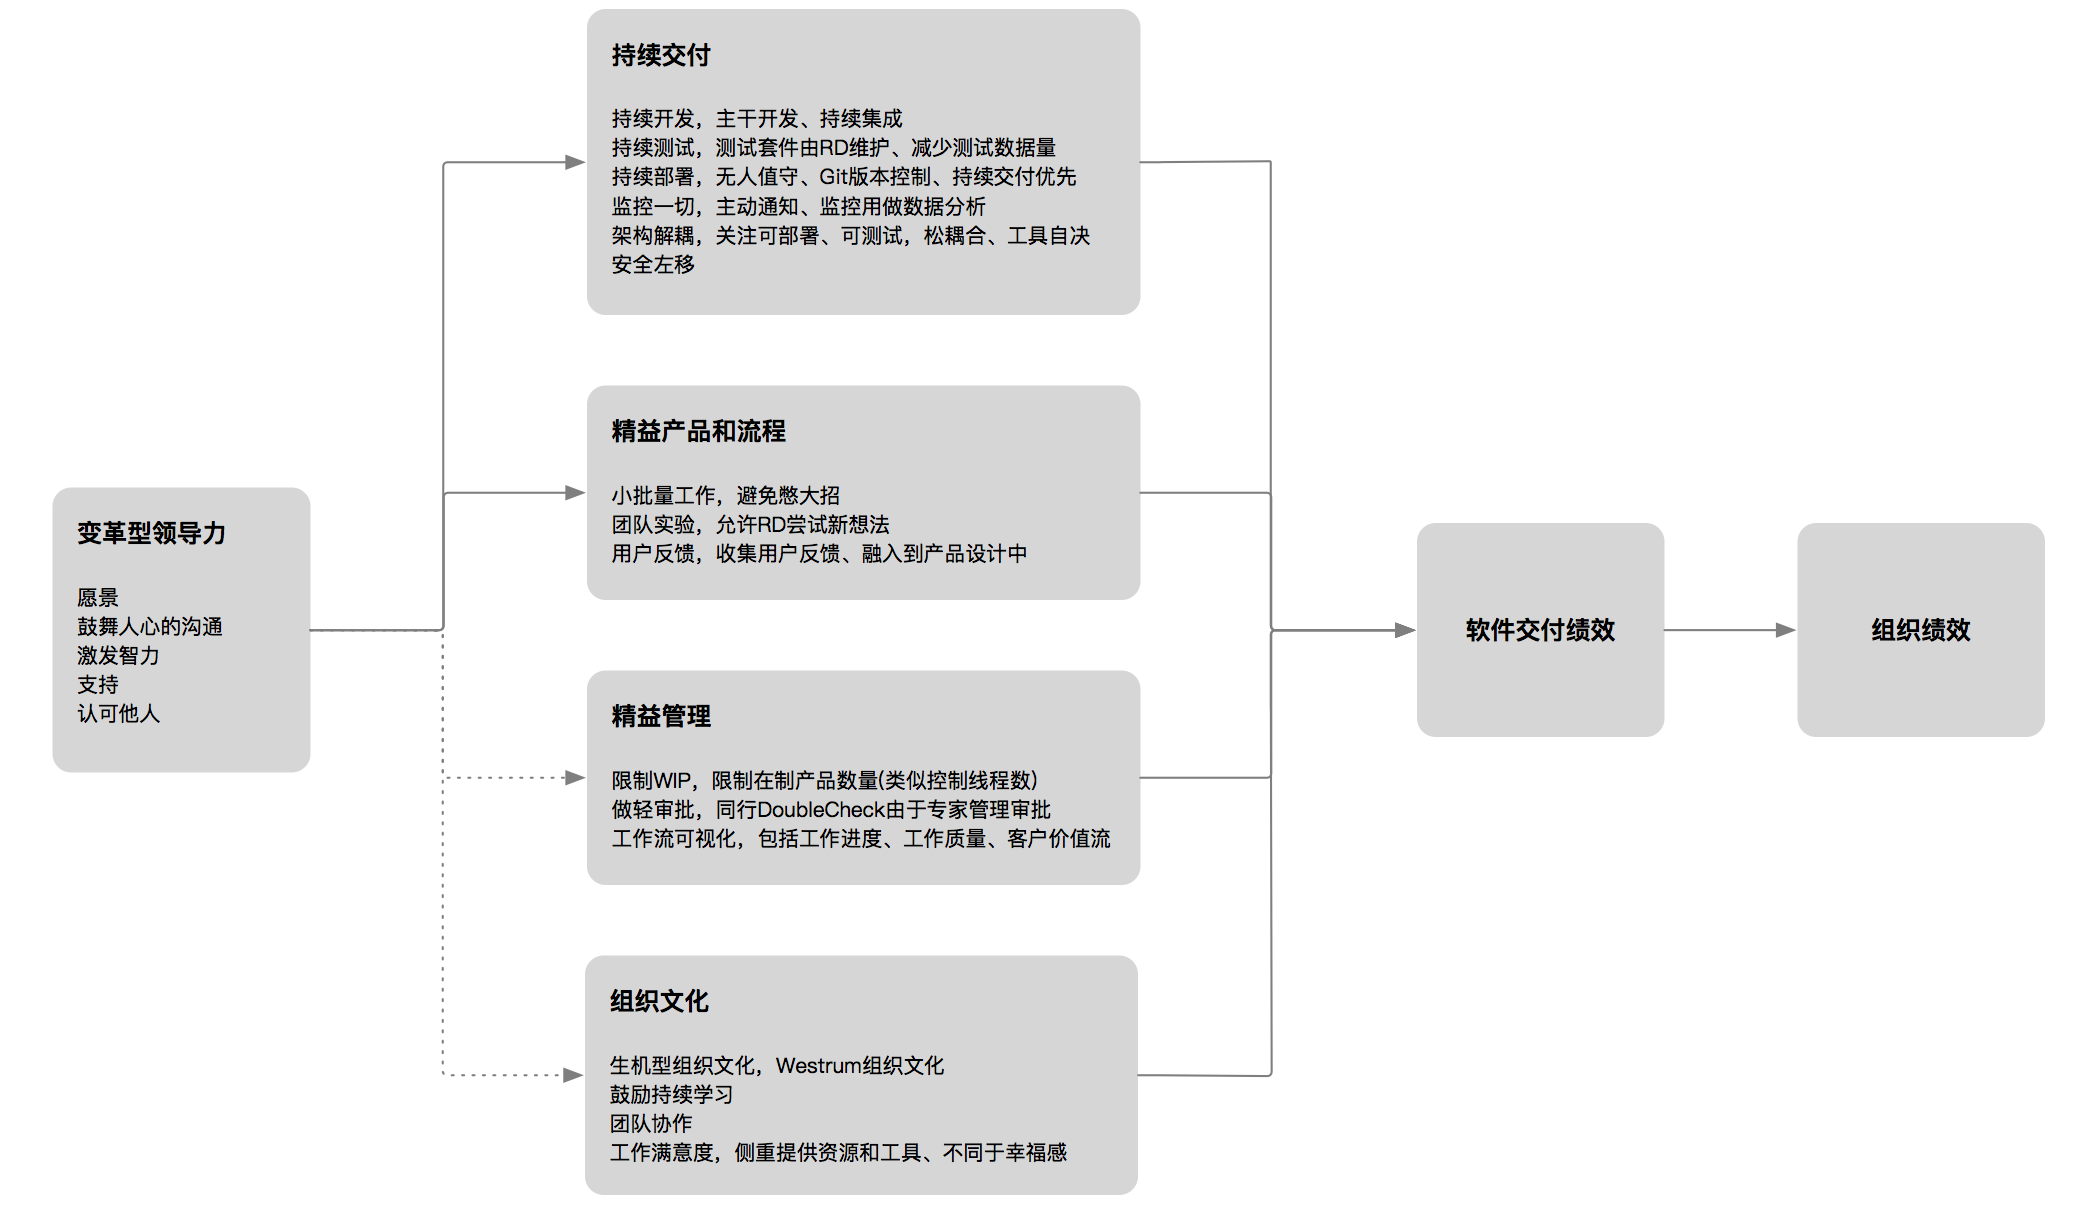 变革型领导力
愿景
鼓舞人心的沟通
激发智力
支持
认可他人
持续交付
持续开发，主干开发、持续集成
持续测试，测试套件由RD维护、减少测试数据量
持续部署，无人值守、Git版本控制、持续交付优先
监控一切，主动通知、监控用做数据分析
架构解耦，关注可部署、可测试，松耦合、工具自决
安全左移
精益产品和流程
小批量工作，避免憋大招
团队实验，允许RD尝试新想法
用户反馈，收集用户反馈、融入到产品设计中
精益管理
限制WIP，限制在制产品数量(类似控制线程数)
做轻审批，同行DoubleCheck由于专家管理审批
工作流可视化，包括工作进度、工作质量、客户价值流
组织文化
生机型组织文化，Westrum组织文化
鼓励持续学习
团队协作
工作满意度，侧重提供资源和工具、不同于幸福感
软件交付绩效
组织绩效